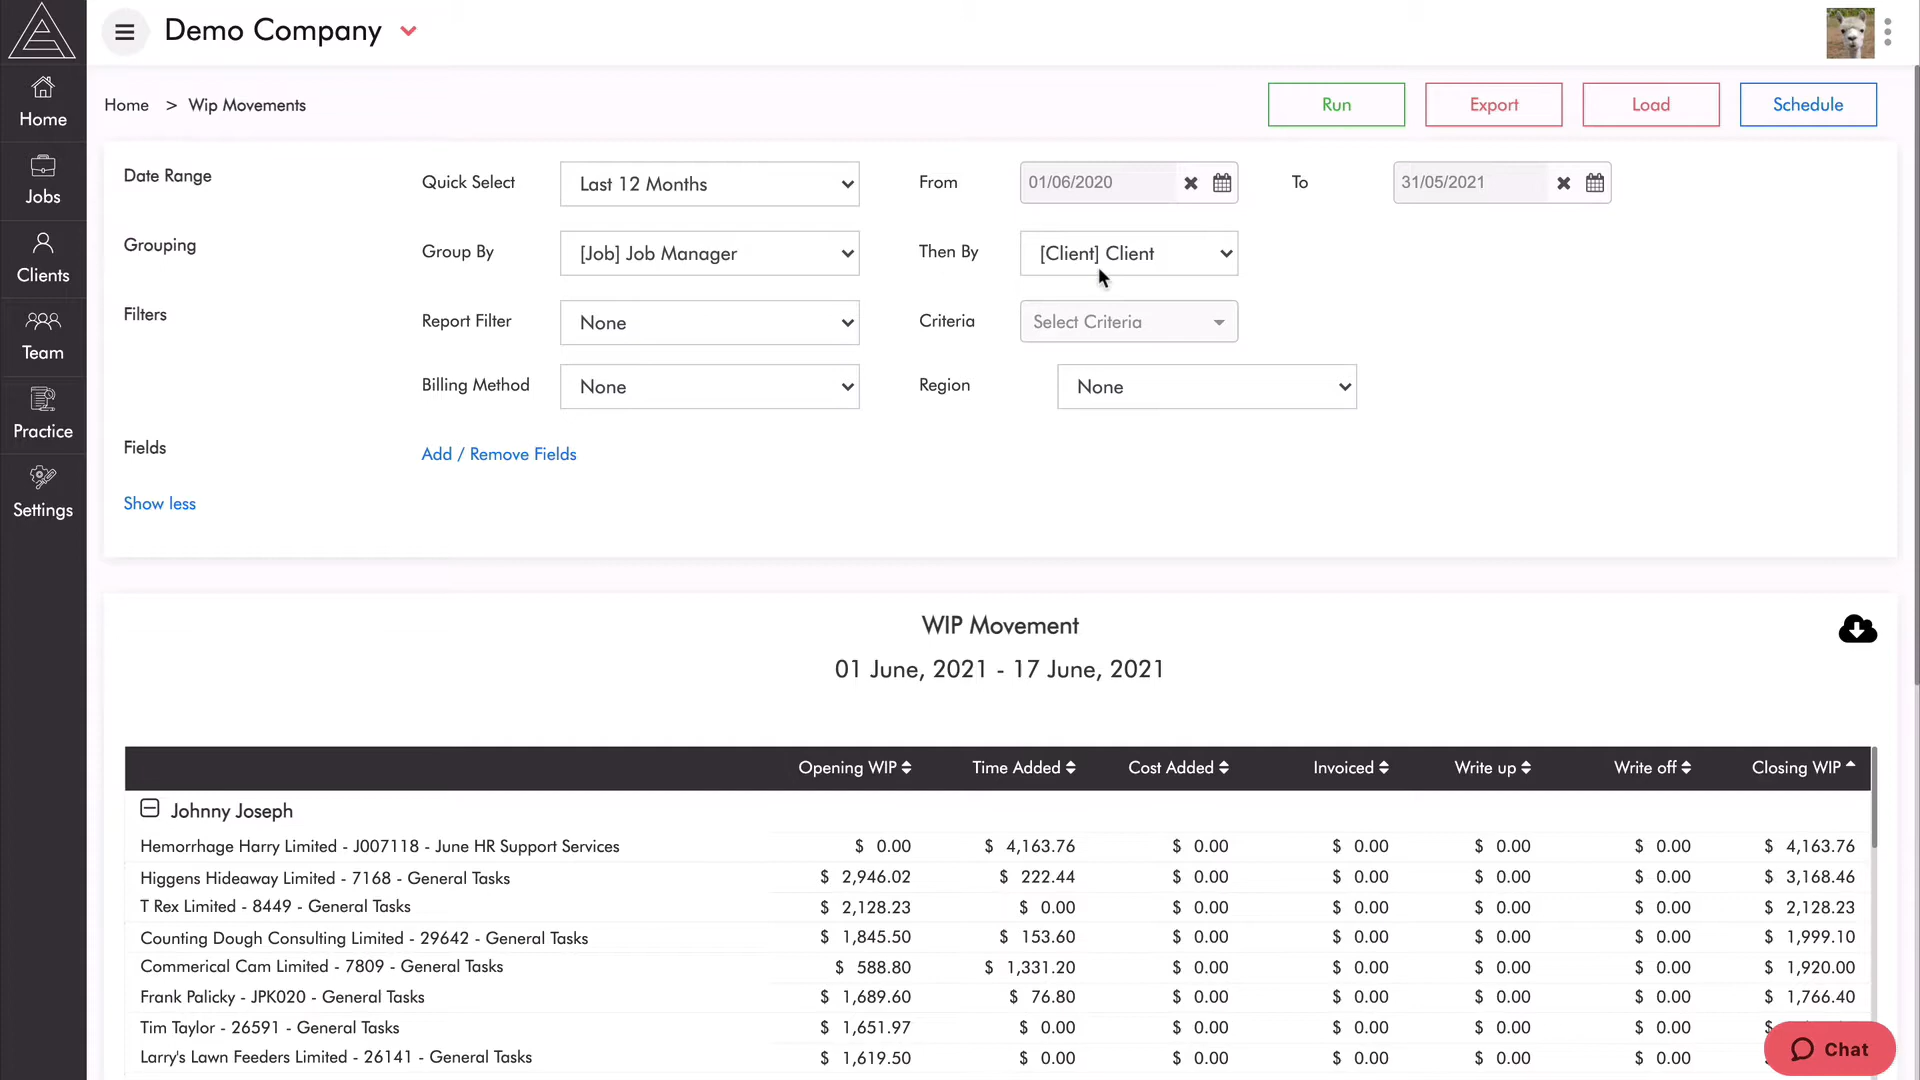 Demo Company
Home
Jobs
Clients
Team
Practice
Settings
Home > Wip Movements
Run
Export
Load
Schedule
Date Range
Quick Select
Last 12 Months
From
01/06/2020
To
31/05/2021
Grouping
Group By
[Job] Job Manager
Then By
[Client] Client
Filters
Report Filter
None
Criteria
Select Criteria
Billing Method
None
Region
None
Fields
Add / Remove Fields
Show less
WIP Movement
01 June, 2021 - 17 June, 2021
Opening WIP Time Added Cost Added Invoiced Write up Write off Closing WIP
Johnny Joseph
Hemorrhage Harry Limited - J007118 - June HR Support Services $ 0.00 $ 4,163.76 $ 0.00 $ 0.00 $ 0.00 $ 0.00 $ 4,163.76
Higgens Hideaway Limited - 7168 - General Tasks $ 2,946.02 $ 222.44 $ 0.00 $ 0.00 $ 0.00 $ 0.00 $ 3,168.46
T Rex Limited - 8449 - General Tasks $ 2,128.23 $ 0.00 $ 0.00 $ 0.00 $ 0.00 $ 0.00 $ 2,128.23
Counting Dough Consulting Limited - 29642 - General Tasks $ 1,845.50 $ 153.60 $ 0.00 $ 0.00 $ 0.00 $ 0.00 $ 1,999.10
Commerical Cam Limited - 7809 - General Tasks $ 588.80 $ 1,331.20 $ 0.00 $ 0.00 $ 0.00 $ 0.00 $ 1,920.00
Frank Palicky - JPK020 - General Tasks $ 1,689.60 $ 76.80 $ 0.00 $ 0.00 $ 0.00 $ 0.00 $ 1,766.40
Tim Taylor - 26591 - General Tasks $ 1,651.97 $ 0.00 $ 0.00 $ 0.00 $ 0.00 $ 0.00 $
Larry's Lawn Feeders Limited - 26141 - General Tasks $ 1,619.50 $ 0.00 $ 0.00 $ 0.00 $ 0.00 $ 0.00
Chat